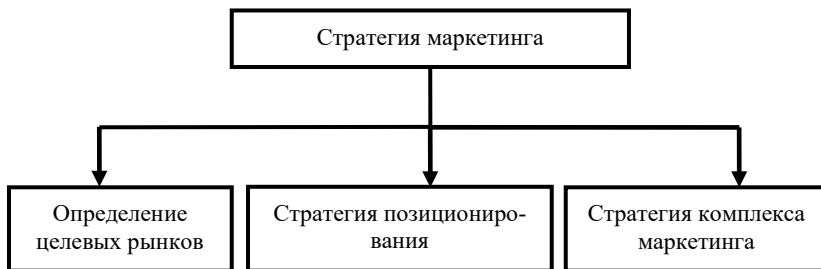 Стратегия маркетинга
Определение
целевых рынков
Стратегия позициониро-
вания
Стратегия комплекса
маркетинга